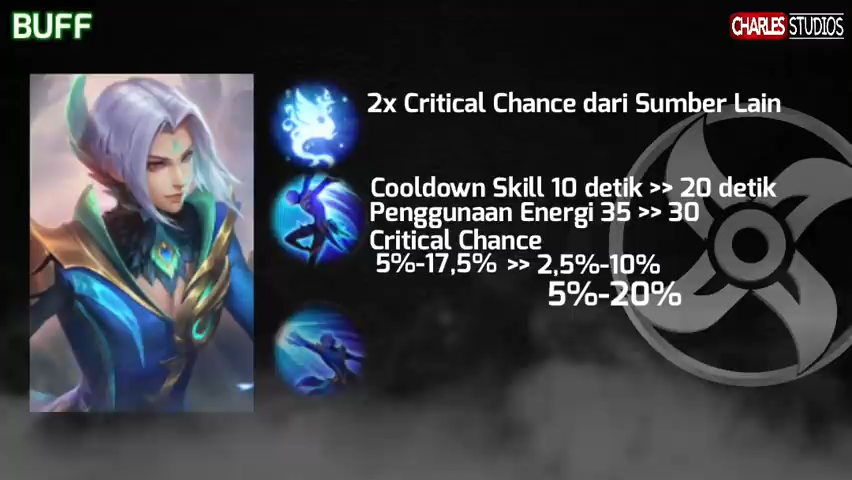 BUFF
CHARLES STUDIOS
2x Critical Chance dari Sumber Lain
Cooldown Skill 10 detik >> 20 detik
Penggunaan Energi 35 >> 30
Critical Chance
5%-17,5% >> 2,5%-10%
5%-20%